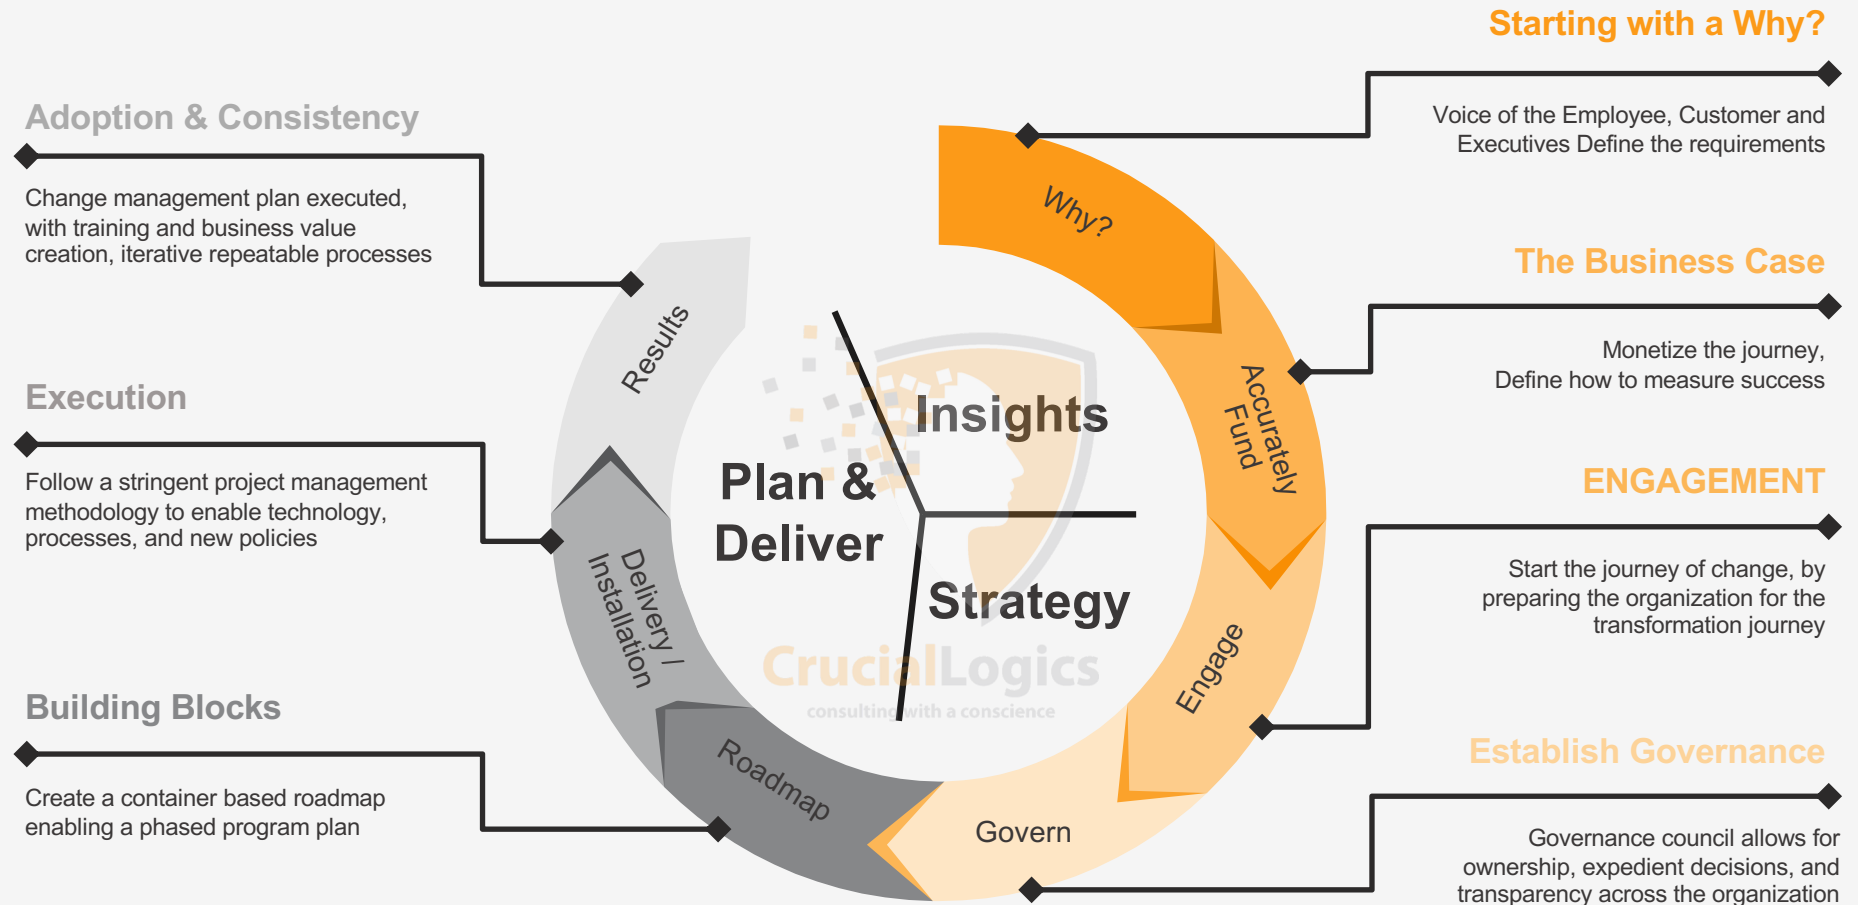 Starting with a Why?
Voice of the Employee, Customer and
Executives Define the requirements
The Business Case
Monetize the journey,
Define how to measure success
ENGAGEMENT
Start the journey of change, by
preparing the organization for the
transformation journey
Establish Governance
Governance council allows for
ownership, expedient decisions, and
transparency across the organization
Adoption & Consistency
Change management plan executed,
with training and business value
creation, iterative repeatable processes
Execution
Follow a stringent project management
methodology to enable technology,
processes, and new policies
Building Blocks
Create a container based roadmap
enabling a phased program plan
Why?
Accurately
Fund
Engage
Govern
Roadmap
Delivery /
Installation
Results
Insights
Plan &
Deliver
Strategy
CrucialLogics
consulting with a conscience